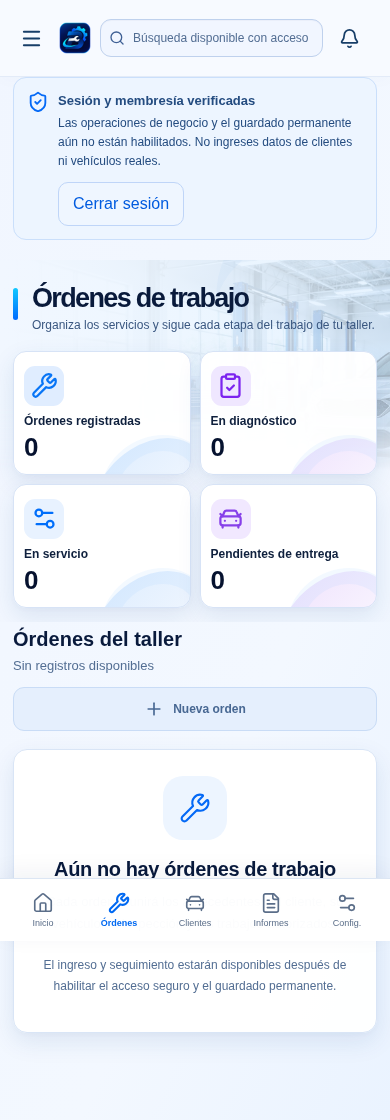 Búsqueda disponible con acceso
Sesión y membresía verificadas
Las operaciones de negocio y el guardado permanente
aún no están habilitados. No ingreses datos de clientes
ni vehículos reales.
Cerrar sesión
Órdenes de trabajo
Organiza los servicios y sigue cada etapa del trabajo de tu taller.
Órdenes registradas
0
En diagnóstico
0
En servicio
0
Pendientes de entrega
0
Órdenes del taller
Sin registros disponibles
Nueva orden
Aún no hay órdenes de trabajo
Inicio
Órdenes
Clientes
Informes
Config.
El ingreso y seguimiento estarán disponibles después de
habilitar el acceso seguro y el guardado permanente.